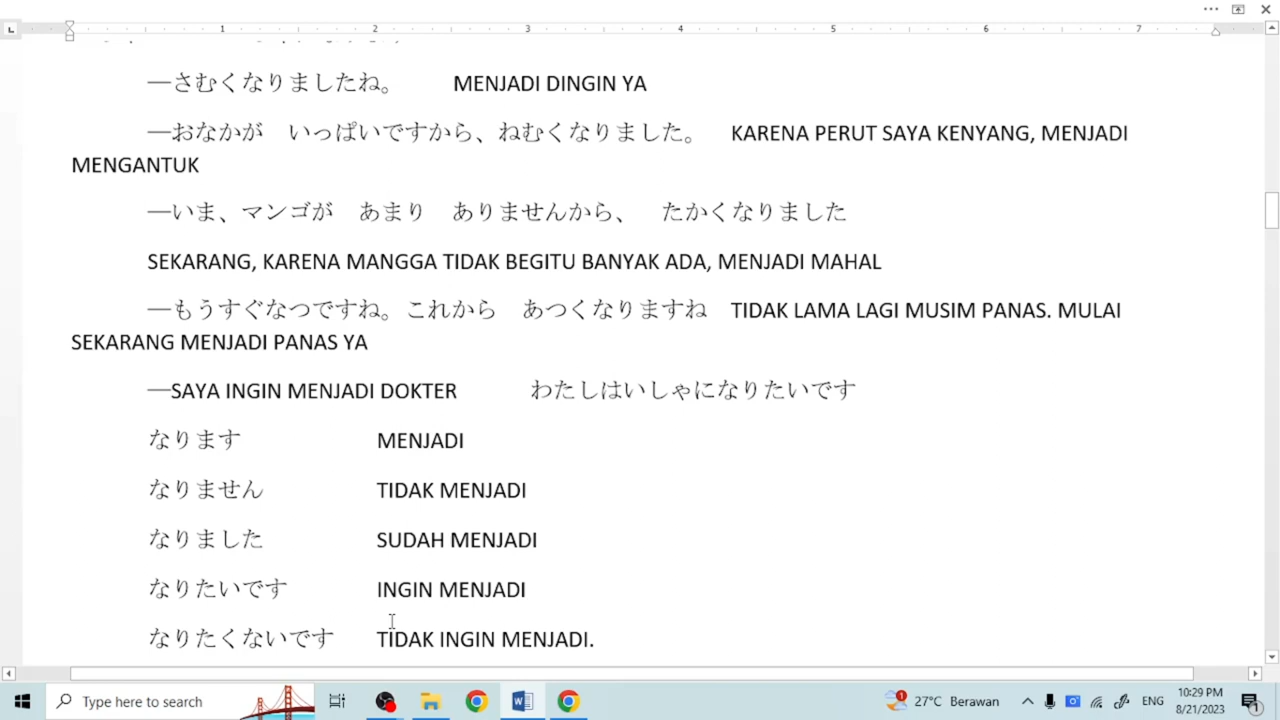 1 2 3 4 5 6 7
—さむくなりましたね。 MENJADI DINGIN YA
—おなかが　いっぱいですから、ねむくなりました。 KARENA PERUT SAYA KENYANG, MENJADI
MENGANTUK
—いま、マンゴが　あまり　ありませんから、　たかくなりました
SEKARANG, KARENA MANGGA TIDAK BEGITU BANYAK ADA, MENJADI MAHAL
—もうすぐなつですね。これから　あつくなりますね TIDAK LAMA LAGI MUSIM PANAS. MULAI
SEKARANG MENJADI PANAS YA
—SAYA INGIN MENJADI DOKTER わたしはいしゃになりたいです
なります MENJADI
なりません TIDAK MENJADI
なりました SUDAH MENJADI
なりたいです INGIN MENJADI
なりたくないです TIDAK INGIN MENJADI.
Type here to search 1 27°C Berawan ENG 10:29 PM
8/21/2023 1